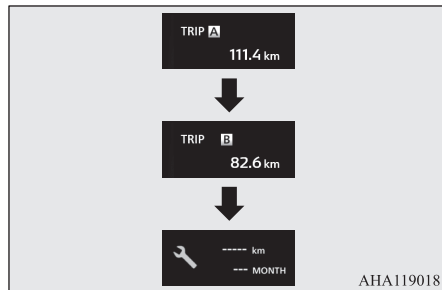 TRIP A
111.4 km
TRIP B
82.6 km
----- km
--- MONTH
AHA119018